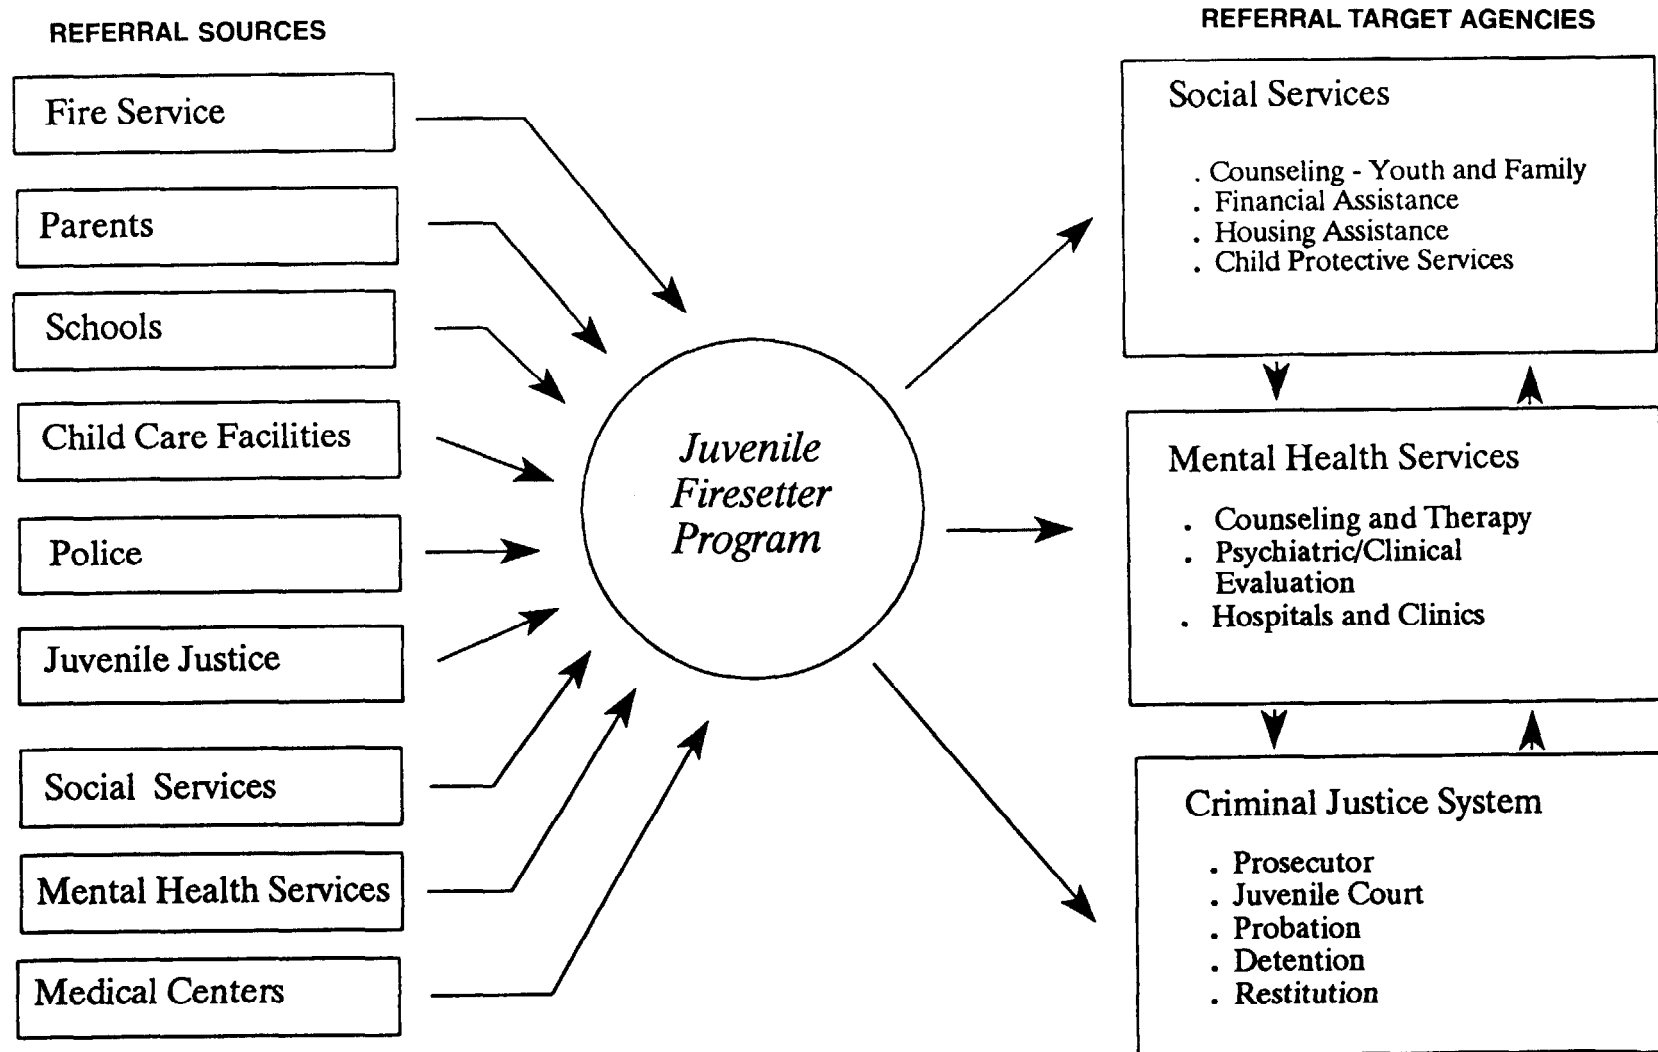 REFERRAL SOURCES
Fire Service
Parents
Schools
Child Care Facilities
Police
Juvenile Justice
Social Services
Mental Health Services
Medical Centers
Juvenile
Firesetter
Program
REFERRAL TARGET AGENCIES
Social Services
. Counseling - Youth and Family
. Financial Assistance
. Housing Assistance
. Child Protective Services
Mental Health Services
. Counseling and Therapy
. Psychiatric/Clinical
Evaluation
. Hospitals and Clinics
Criminal Justice System
. Prosecutor
. Juvenile Court
. Probation
. Detention
. Restitution